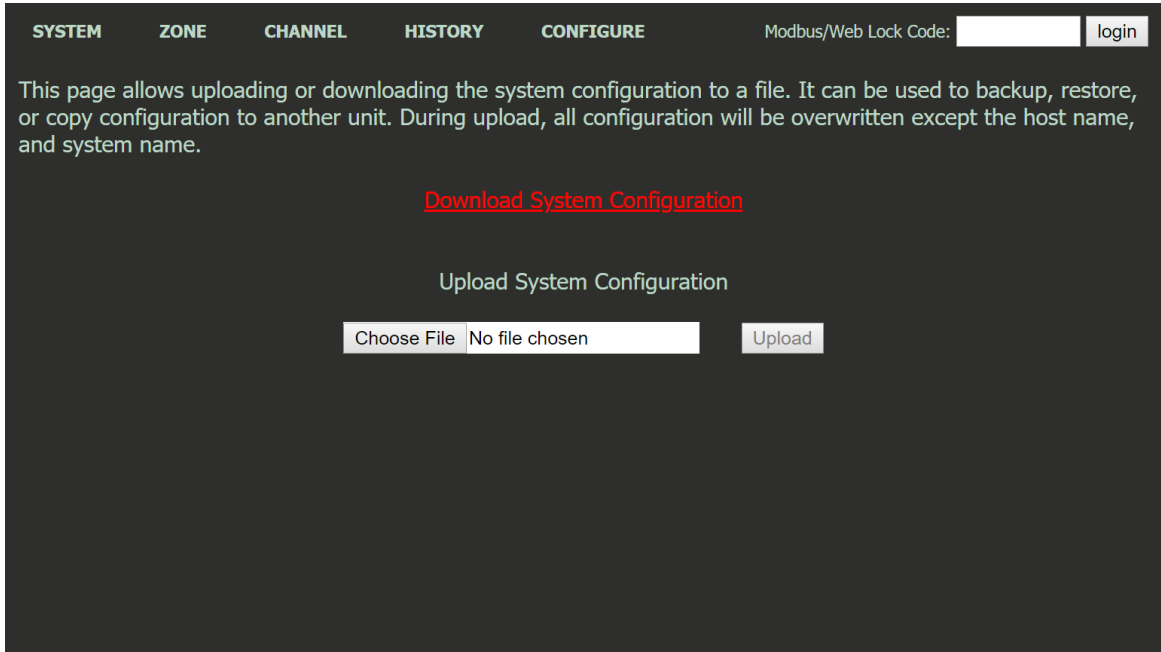 SYSTEM ZONE CHANNEL HISTORY CONFIGURE Modbus/Web Lock Code: login
This page allows uploading or downloading the system configuration to a file. It can be used to backup, restore,
or copy configuration to another unit. During upload, all configuration will be overwritten except the host name,
and system name.
Download System Configuration
Upload System Configuration
Choose File No file chosen Upload